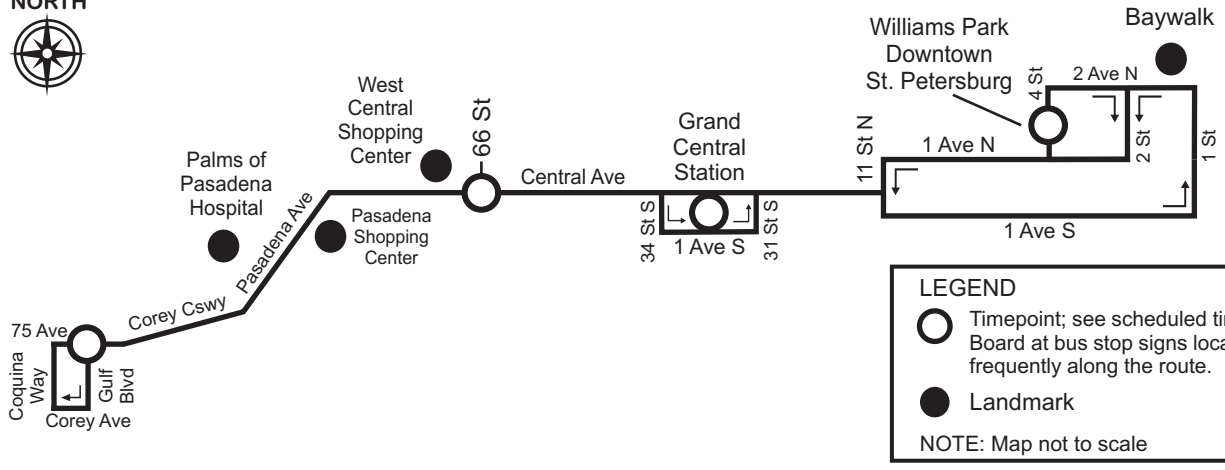 NORTH
Baywalk
Williams Park
Downtown
St. Petersburg
4 St
2 Ave N
West
Central
Shopping
Center
66 St
Grand
Central
Station
11 St N
1 Ave N
2 St
1 St
Palms of
Pasadena
Hospital
Central Ave
Pasadena Ave
Pasadena
Shopping
Center
34 St S
1 Ave S
31 St S
1 Ave S
Corey Cswy
75 Ave
Coquina
Way
Gulf
Blvd
Corey Ave
LEGEND
Timepoint; see scheduled
Board at bus stop signs
frequently along the route.
Landmark
NOTE: Map not to scale